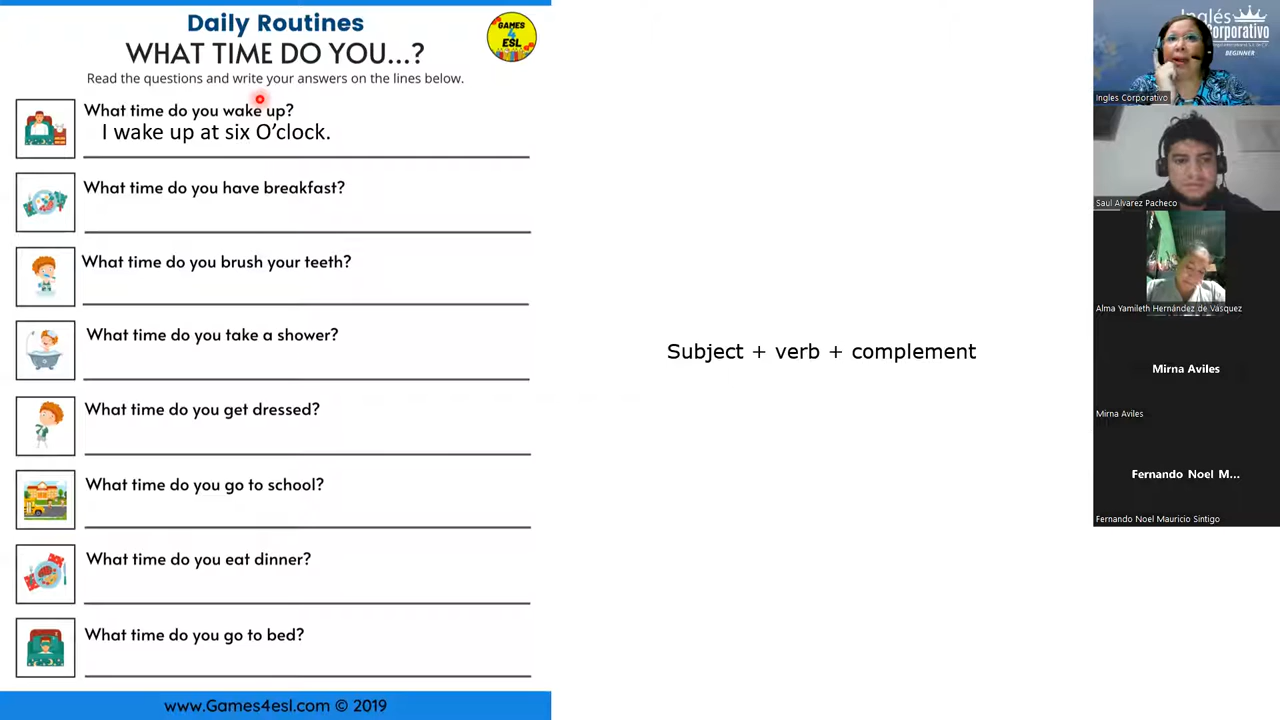 Daily Routines
WHAT TIME DO YOU...?
Read the questions and write your answers on the lines below.
GAMES
4
ESL
What time do you wake up?
I wake up at six O'clock.
What time do you have breakfast?
What time do you brush your teeth?
What time do you take a shower?
What time do you get dressed?
What time do you go to school?
What time do you eat dinner?
What time do you go to bed?
www.Games4esl.com © 2019
Subject + verb + complement
Inglés
Corporativo
BEGINNER
Ingles Corporativo
Saul Alvarez Pacheco
Alma Yamileth Hernández de Vásquez
Mirna Aviles
Mirna Aviles
Fernando Noel M...
Fernando Noel Mauricio Sintigo